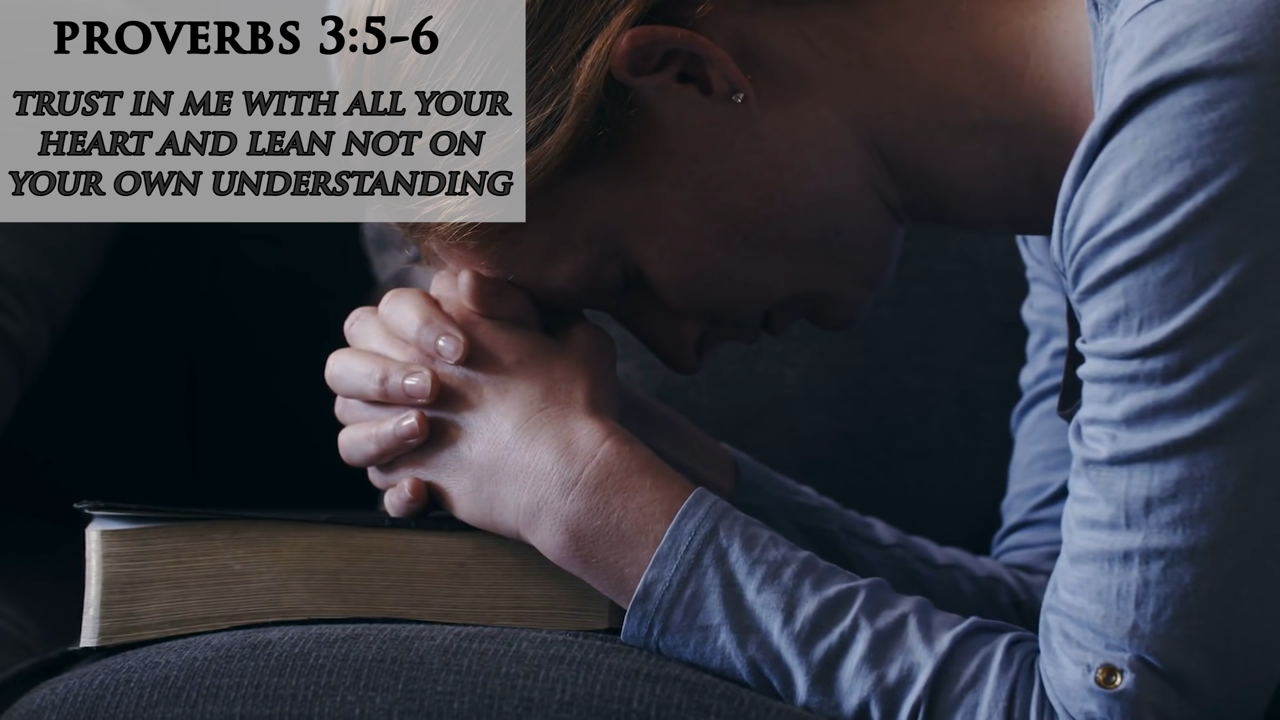 PROVERBS 3:5-6
TRUST IN ME WITH ALL YOUR
HEART AND LEAN NOT ON
YOUR OWN UNDERSTANDING